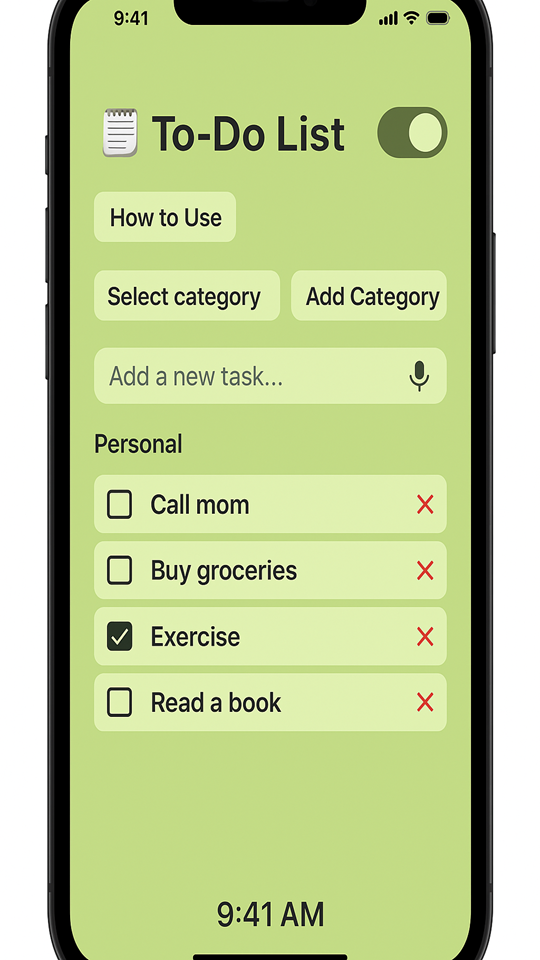 9:41
To-Do List
How to Use
Select category Add Category
Add a new task...
Personal
Call mom
Buy groceries
Exercise
Read a book
9:41 AM